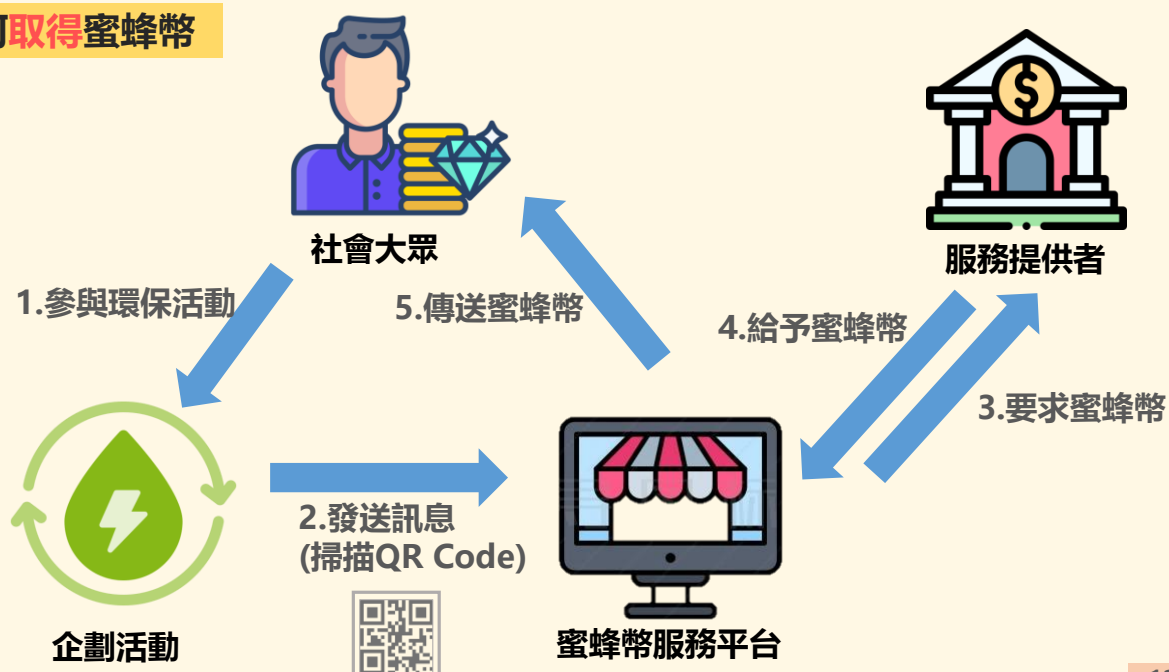 取得蜜蜂幣
社會大眾
服務提供者
1.參與環保活動
5.傳送蜜蜂幣
4.給予蜜蜂幣
3.要求蜜蜂幣
2.發送訊息
(掃描QR Code)
企劃活動
蜜蜂幣服務平台